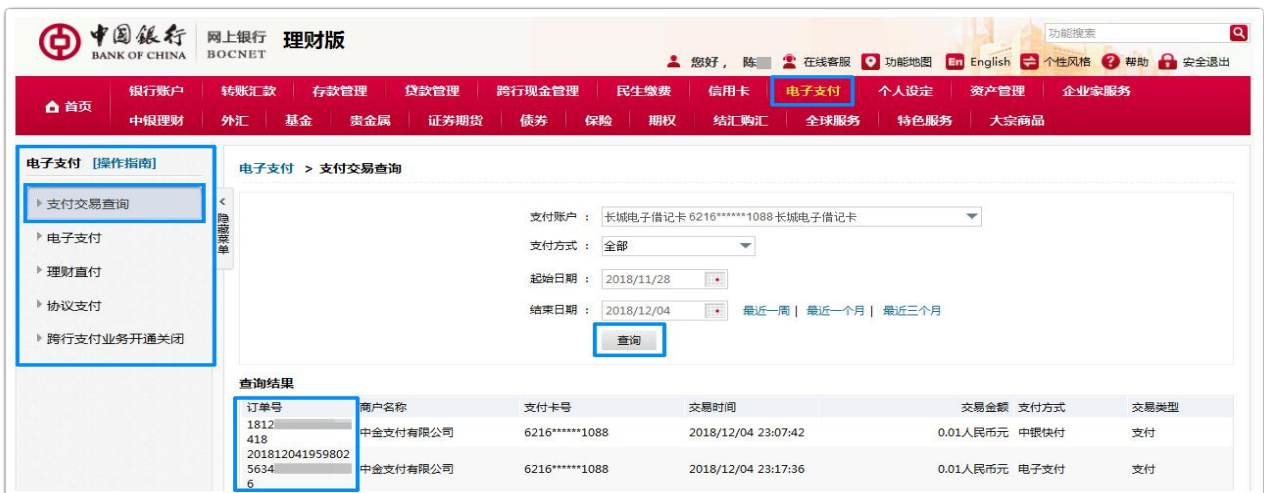 中国银行 网上银行 理财版
BANK OF CHINA BOCNET
功能搜索
您好， 陈 在线客服 功能地图 En English 个性风格 帮助 安全退出
首页
银行账户 转账汇款 存款管理 贷款管理 跨行现金管理 民生缴费 信用卡 电子支付 个人设定 资产管理 企业家服务
中银理财 外汇 基金 贵金属 证券期货 债券 保险 期权 结汇购汇 全球服务 特色服务 大宗商品
电子支付 [操作指南]
支付交易查询
电子支付
理财直付
协议支付
跨行支付业务开通关闭
< 隐藏菜单
电子支付 > 支付交易查询
支付账户 ： 长城电子借记卡 6216******1088 长城电子借记卡
支付方式 ： 全部
起始日期 ： 2018/11/28
结束日期 ： 2018/12/04 最近一周 | 最近一个月 | 最近三个月
查询
查询结果
订单号 商户名称 支付卡号 交易时间 交易金额 支付方式 交易类型
1812
418
中金支付有限公司 6216******1088 2018/12/04 23:07:42 0.01人民币元 中银快付 支付
201812041959802
5634
6
中金支付有限公司 6216******1088 2018/12/04 23:17:36 0.01人民币元 电子支付 支付